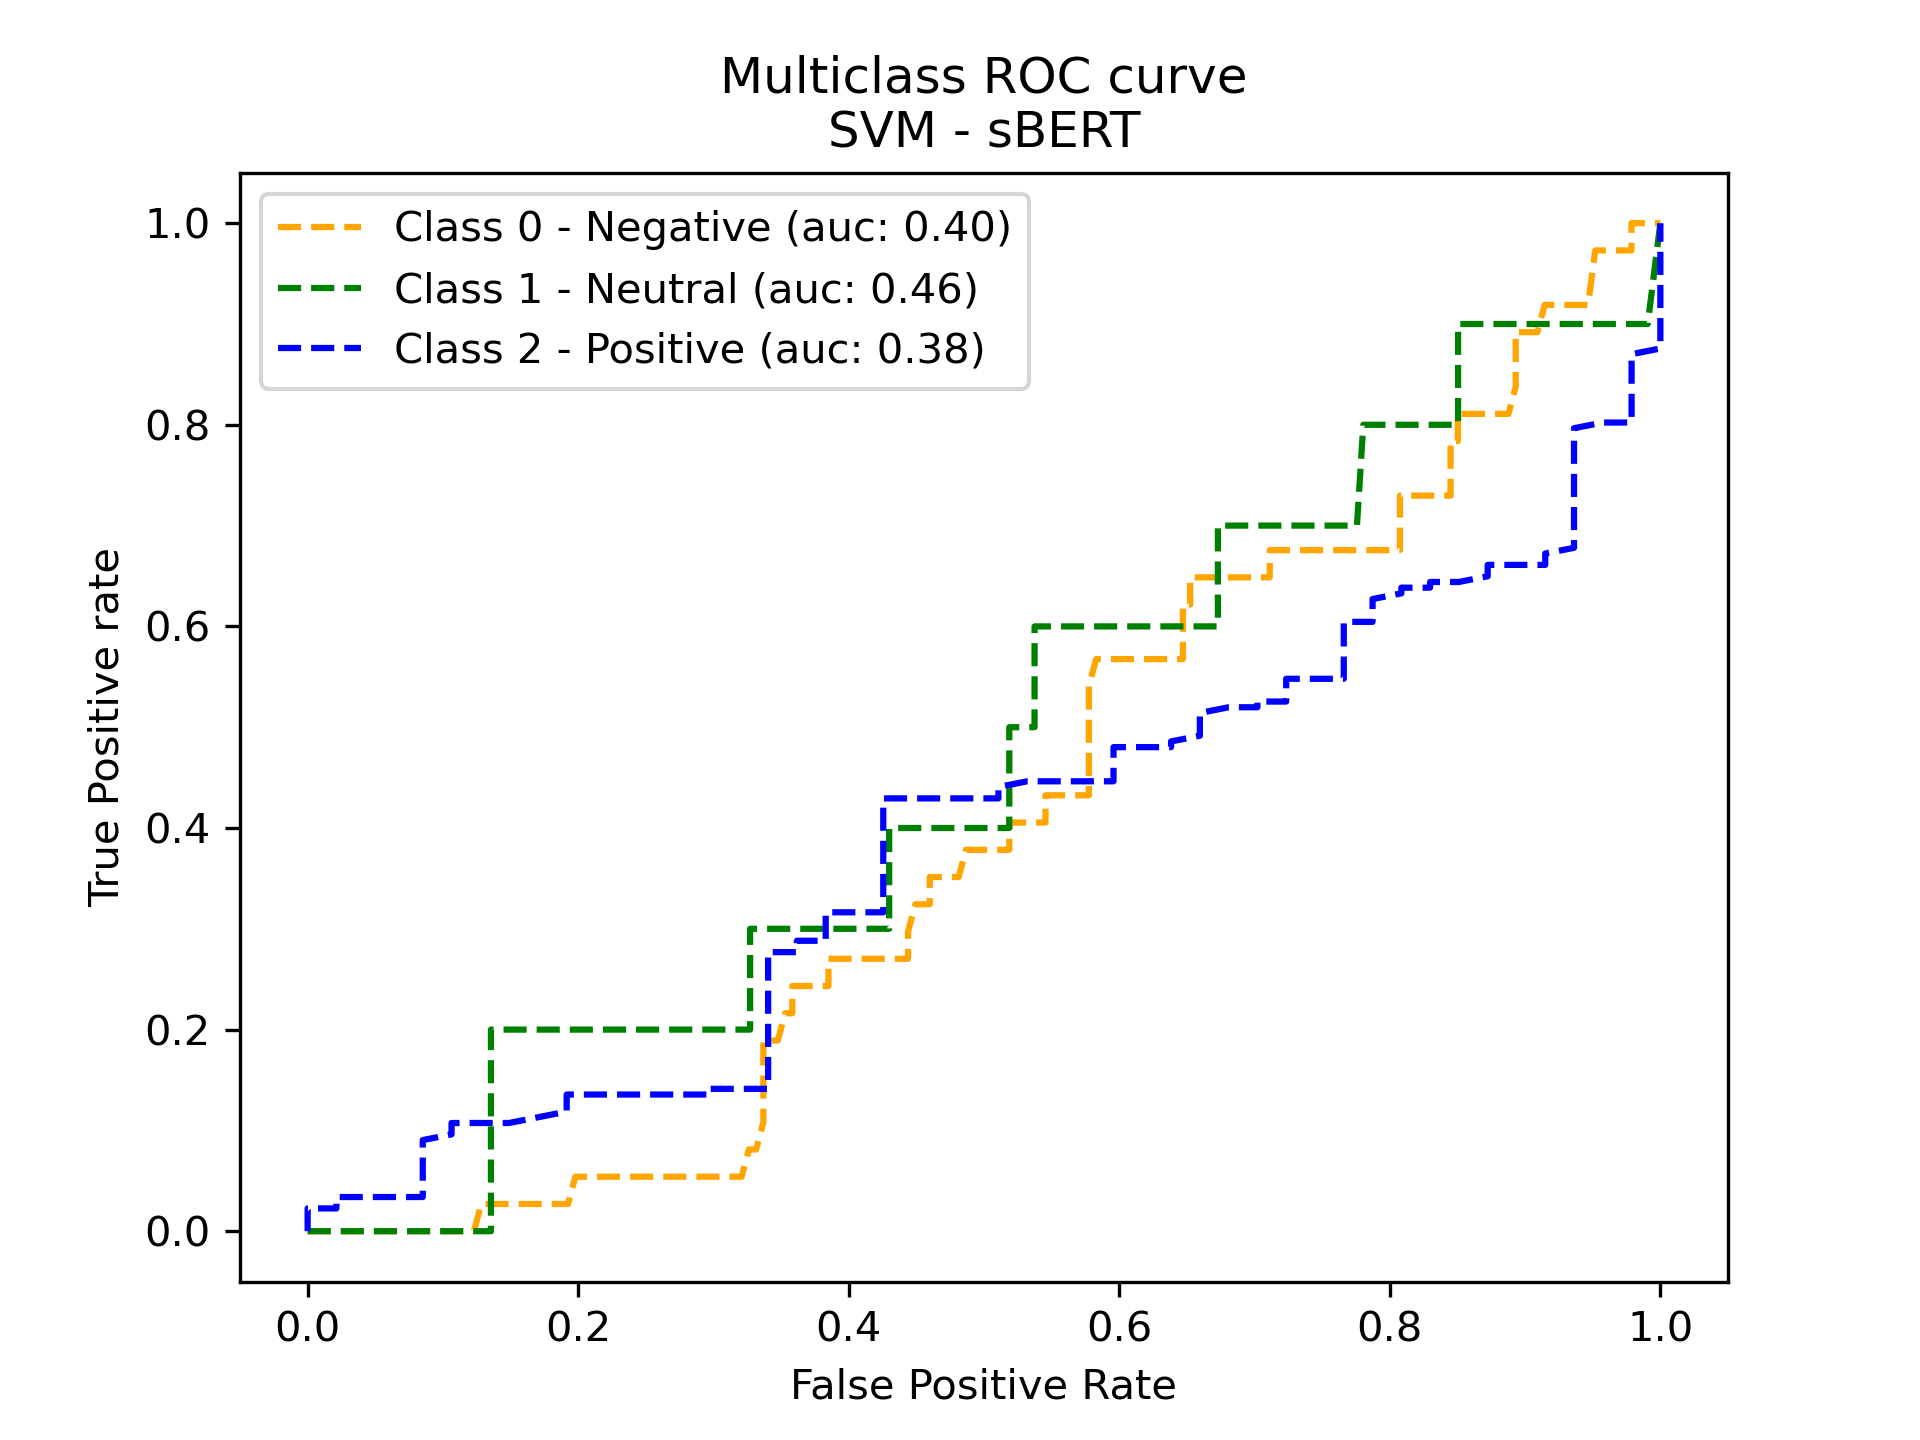 Multiclass ROC curve
SVM - sBERT
Class 0 - Negative (auc: 0.40)
Class 1 - Neutral (auc: 0.46)
Class 2 - Positive (auc: 0.38)
True Positive rate
1.0
0.8
0.6
0.4
0.2
0.0
0.0 0.2 0.4 0.6 0.8 1.0
False Positive Rate